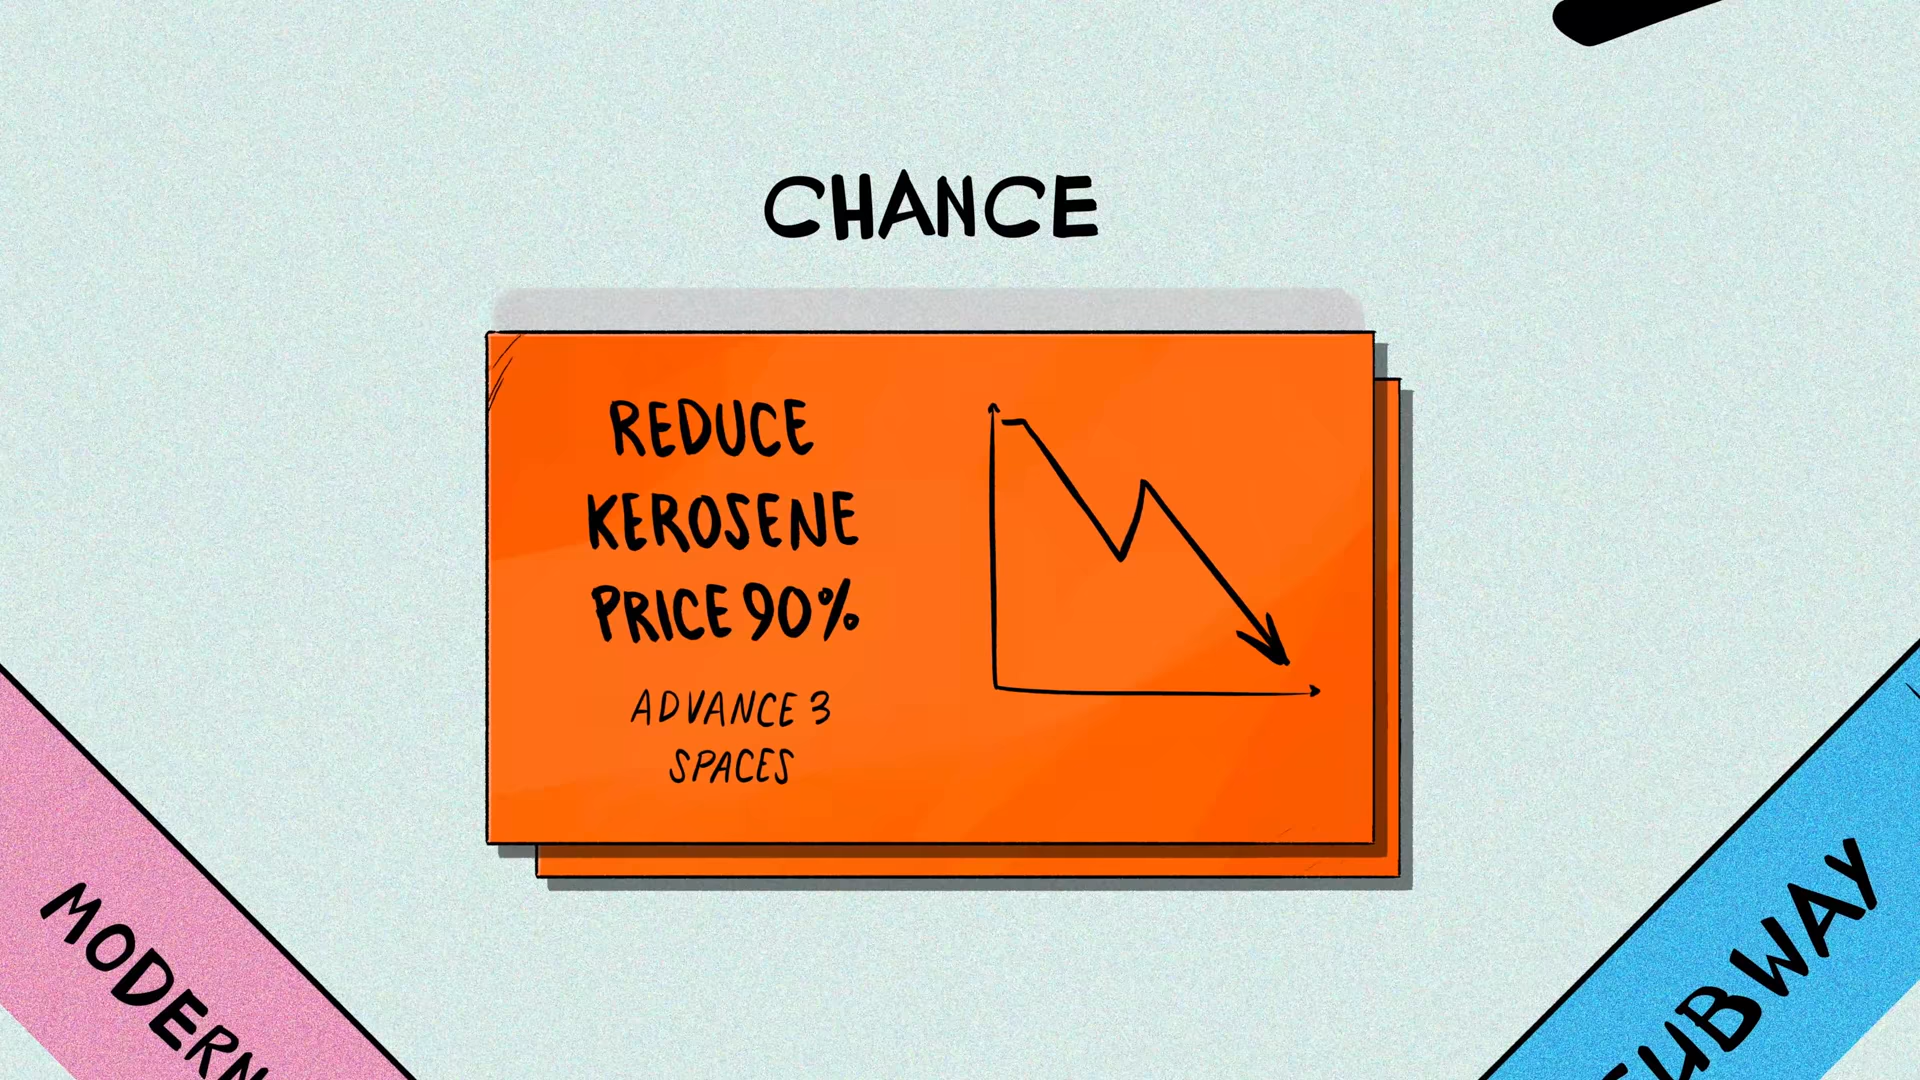 CHANCE
REDUCE
KEROSENE
PRICE 90%
ADVANCE 3
SPACES
MODERN
SUBWAY